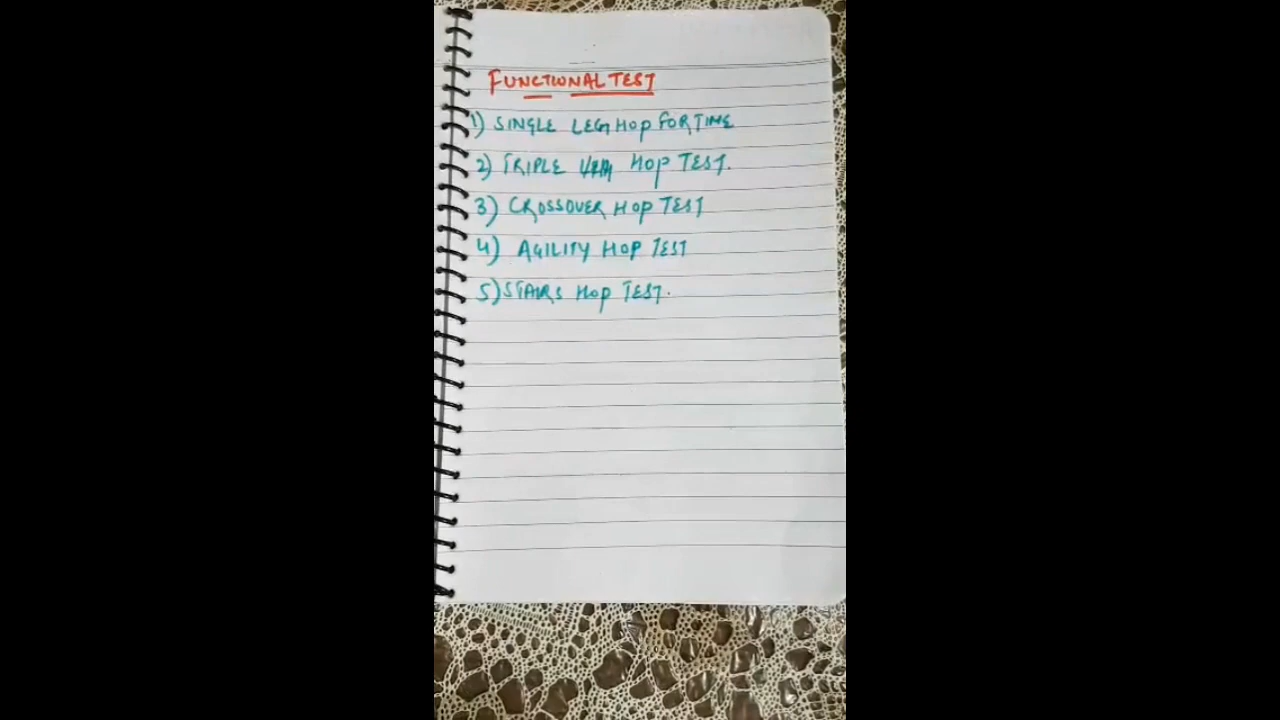 FUNCTIONAL TEST
1) SINGLE LEG HOP FOR TIME
2) TRIPLE HOP TEST.
3) CROSSOVER HOP TEST
4) AGILITY HOP TEST
5) STAIRS HOP TEST.